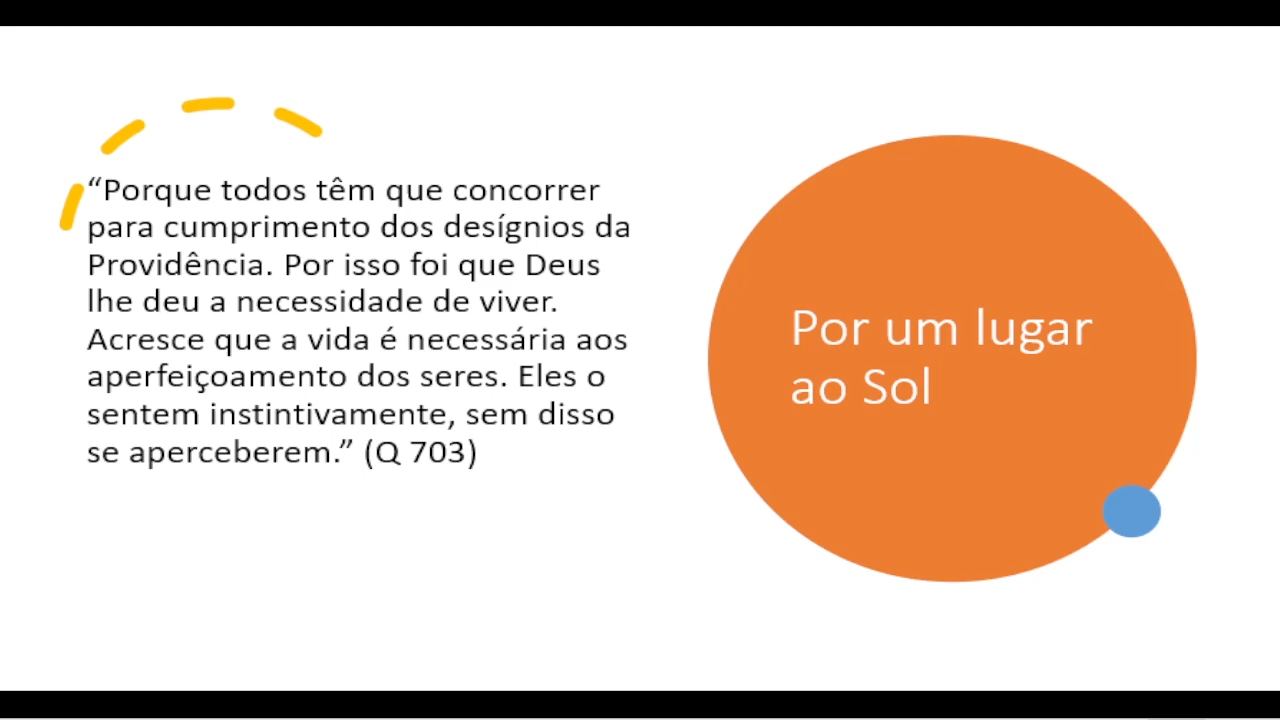 “Porque todos têm que concorrer
para cumprimento dos desígnios da
Providência. Por isso foi que Deus
lhe deu a necessidade de viver.
Acresce que a vida é necessária aos
aperfeiçoamento dos seres. Eles o
sentem instintivamente, sem disso
se aperceberem.” (Q 703)
Por um lugar
ao Sol